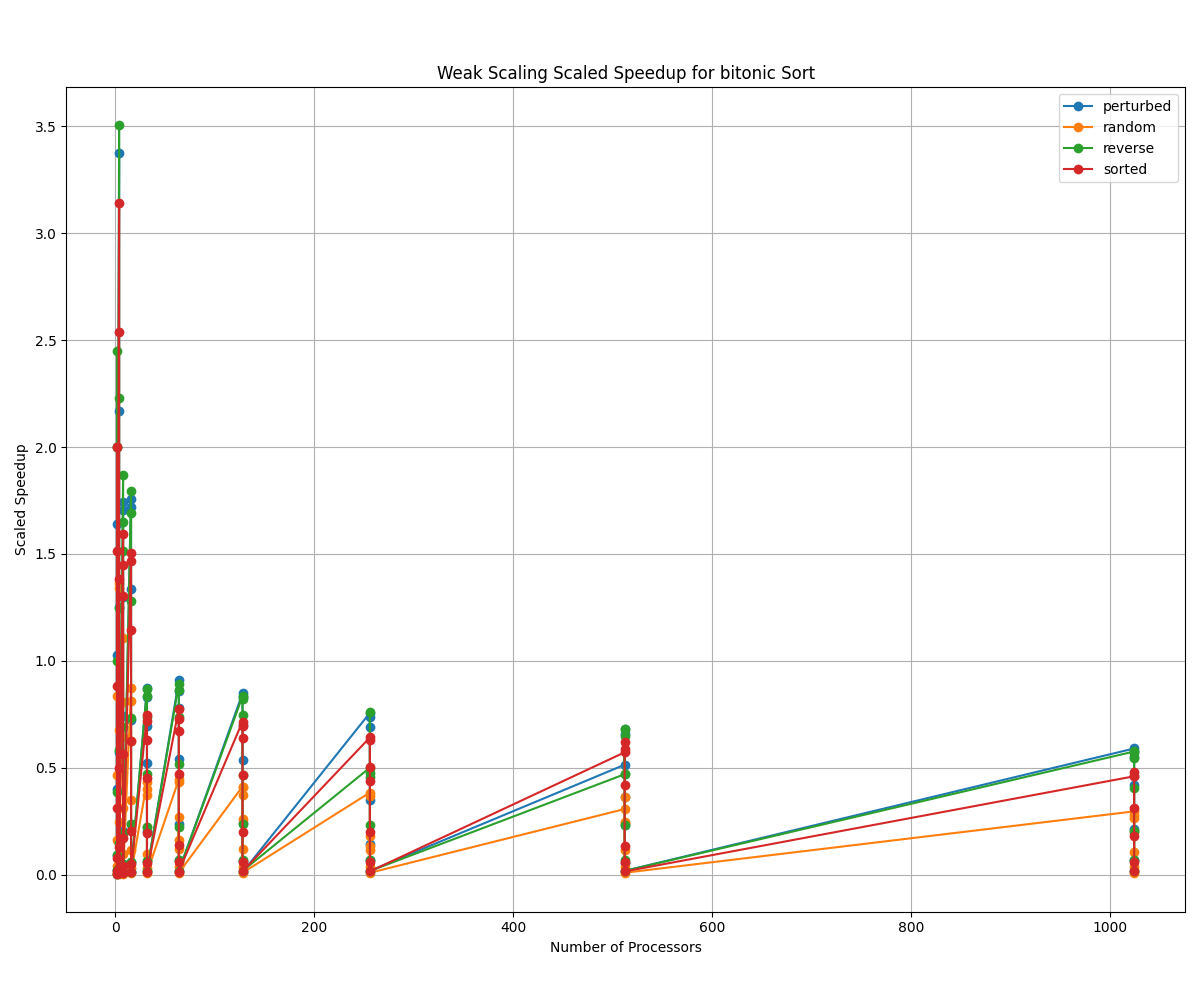 Weak Scaling Scaled Speedup for bitonic Sort
perturbed
random
reverse
sorted
3.5
3.0
2.5
2.0
1.5
1.0
0.5
0.0
Scaled Speedup
0 200 400 600 800 1000
Number of Processors